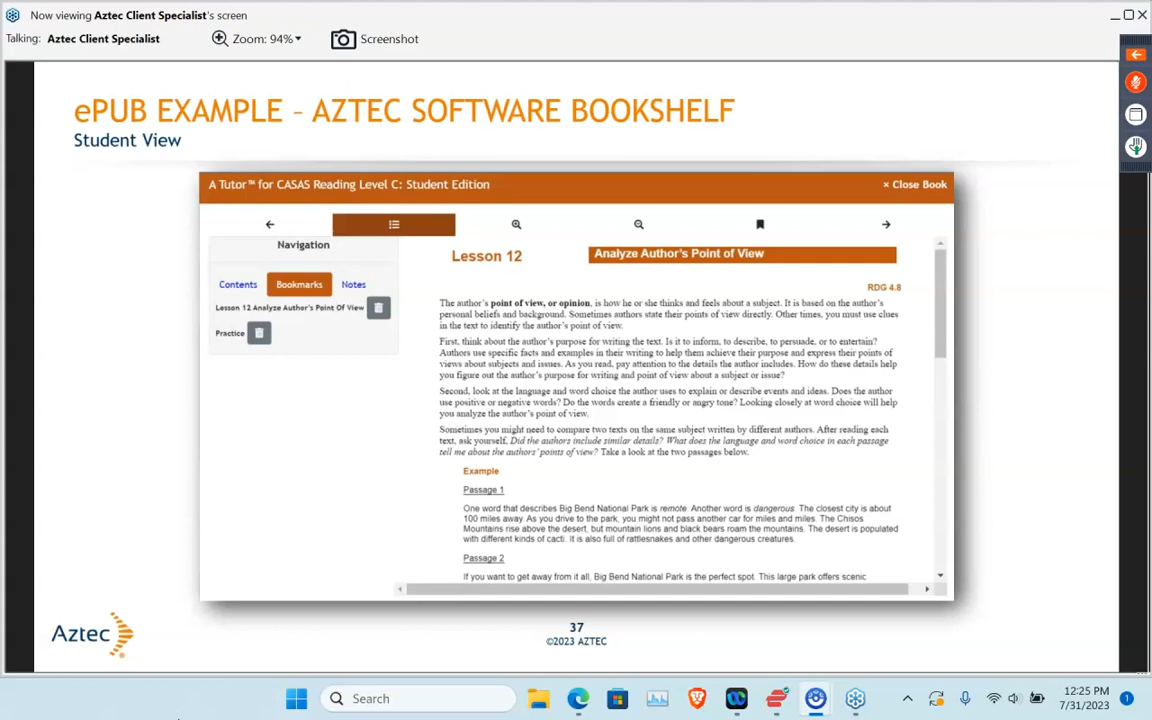 Now viewing Aztec Client Specialist's screen
Talking: Aztec Client Specialist
Zoom: 94%
Screenshot
ePUB EXAMPLE – AZTEC SOFTWARE BOOKSHELF
Student View
A Tutor™ for CASAS Reading Level C: Student Edition
× Close Book
Navigation
Contents
Bookmarks
Notes
Lesson 12 Analyze Author's Point Of View
Practice
Lesson 12
Analyze Author's Point of View
RDG 4.8
The author's point of view, or opinion, is how he or she thinks and feels about a subject. It is based on the author's
personal beliefs and background. Sometimes authors state their points of view directly. Other times, you must use clues
in the text to identify the author's point of view.
First, think about the author's purpose for writing the text. Is it to inform, to describe, to persuade, or to entertain?
Authors use specific facts and examples in their writing to help them achieve their purpose and express their points of
views about subjects and issues. As you read, pay attention to the details the author includes. How do these details help
you figure out the author's purpose for writing and point of view about a subject or issue?
Second, look at the language and word choice the author uses to explain or describe events and ideas. Does the author
use positive or negative words? Do the words create a friendly or angry tone? Looking closely at word choice will help
you analyze the author's point of view.
Sometimes you might need to compare two texts on the same subject written by different authors. After reading each
text, ask yourself, Did the authors include similar details? What does the language and word choice in each passage
tell me about the authors' points of view? Take a look at the two passages below.
Example
Passage 1
One word that describes Big Bend National Park is remote. Another word is dangerous. The closest city is about
100 miles away. As you drive to the park, you might not pass another car for miles and miles. The Chisos
Mountains rise above the desert, but mountain lions and black bears roam the mountains. The desert is populated
with different kinds of cacti. It is also full of rattlesnakes and other dangerous creatures.
Passage 2
If you want to get away from it all, Big Bend National Park is the perfect spot. This large park offers scenic
Aztec
37
©2023 AZTEC
Search
12:25 PM
7/31/2023
1